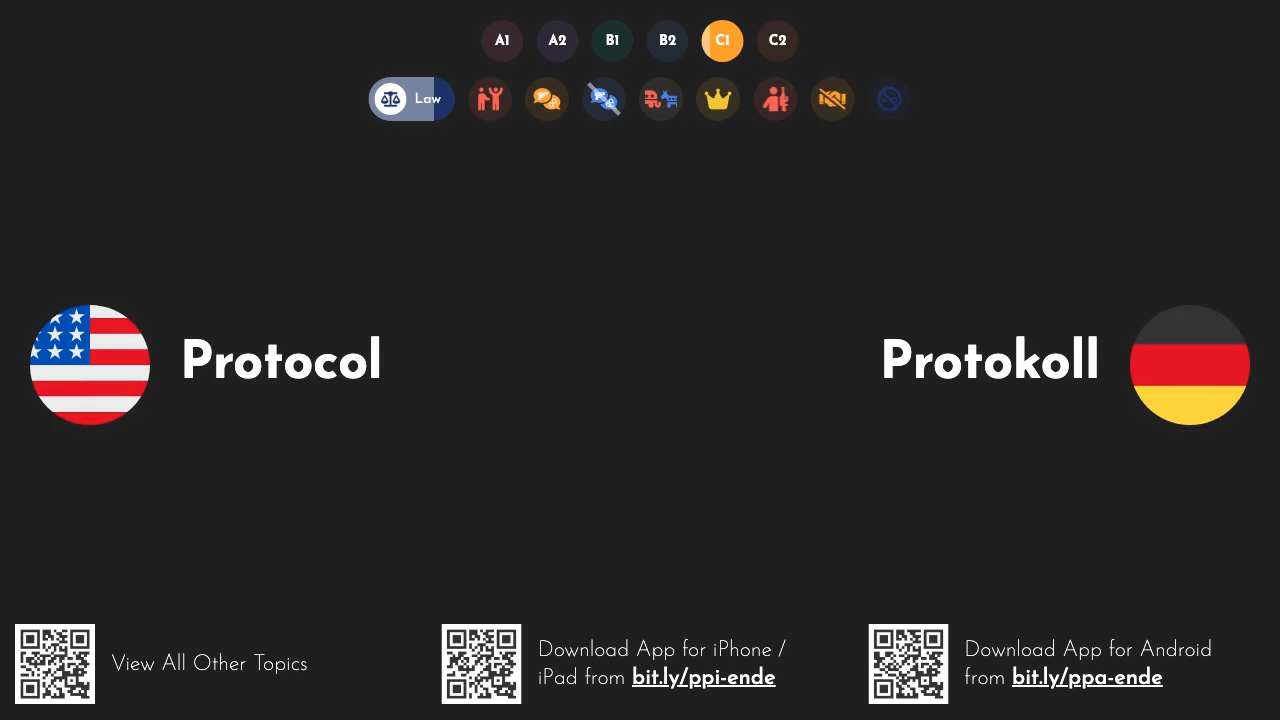 A1 A2 B1 B2 C1 C2
Law
Protocol
Protokoll
View All Other Topics
Download App for iPhone /
iPad from bit.ly/ppi-ende
Download App for Android
from bit.ly/ppa-ende